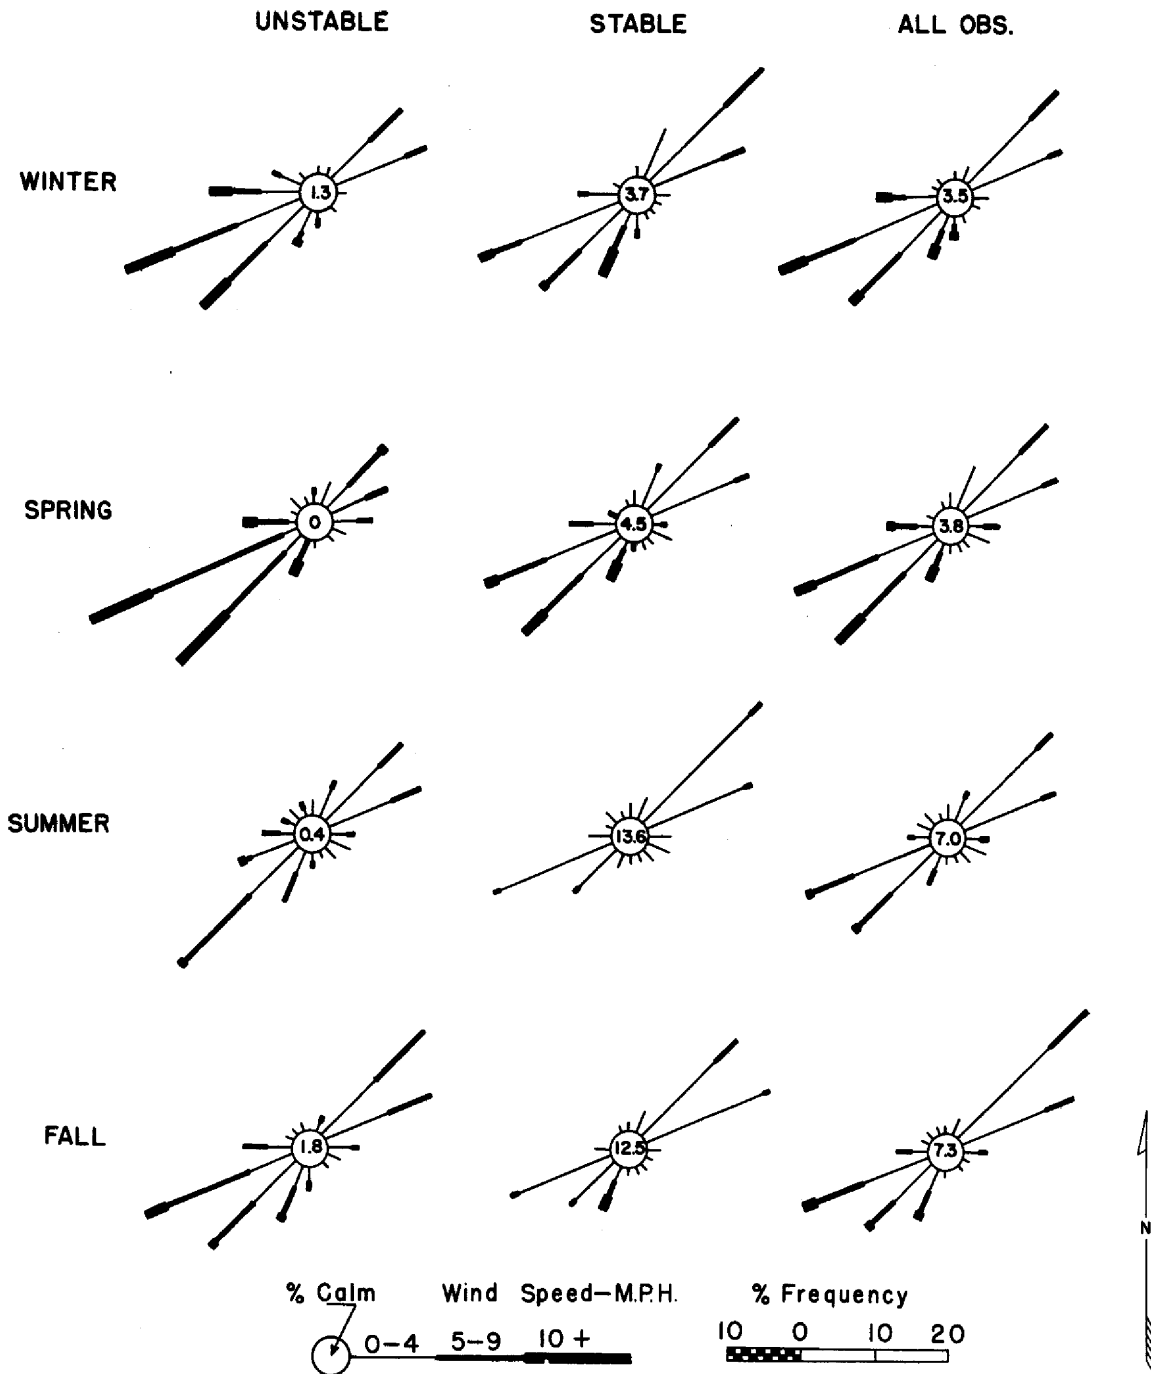 UNSTABLE STABLE ALL OBS.
WINTER 1.3 3.7 3.5
SPRING 0 4.5 3.8
SUMMER 0.4 13.6 7.0
FALL 1.8 12.5 7.3
N
% Calm Wind Speed—M.P.H. % Frequency
0–4 5–9 10 + 10 0 10 20